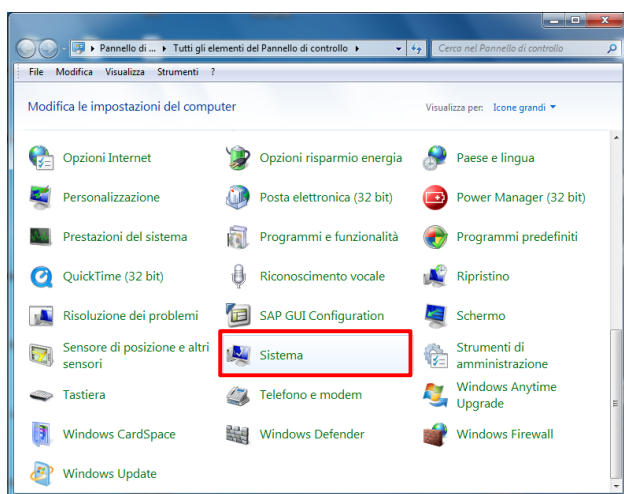 Pannello di ... Tutti gli elementi del Pannello di controllo
Cerca nel Pannello di controllo
File Modifica Visualizza Strumenti ?
Modifica le impostazioni del computer
Visualizza per: Icone grandi
Opzioni Internet
Opzioni risparmio energia
Paese e lingua
Personalizzazione
Posta elettronica (32 bit)
Power Manager (32 bit)
Prestazioni del sistema
Programmi e funzionalità
Programmi predefiniti
QuickTime (32 bit)
Riconoscimento vocale
Ripristino
Risoluzione dei problemi
SAP GUI Configuration
Schermo
Sensore di posizione e altri
sensori
Sistema
Strumenti di
amministrazione
Tastiera
Telefono e modem
Windows Anytime
Upgrade
Windows CardSpace
Windows Defender
Windows Firewall
Windows Update